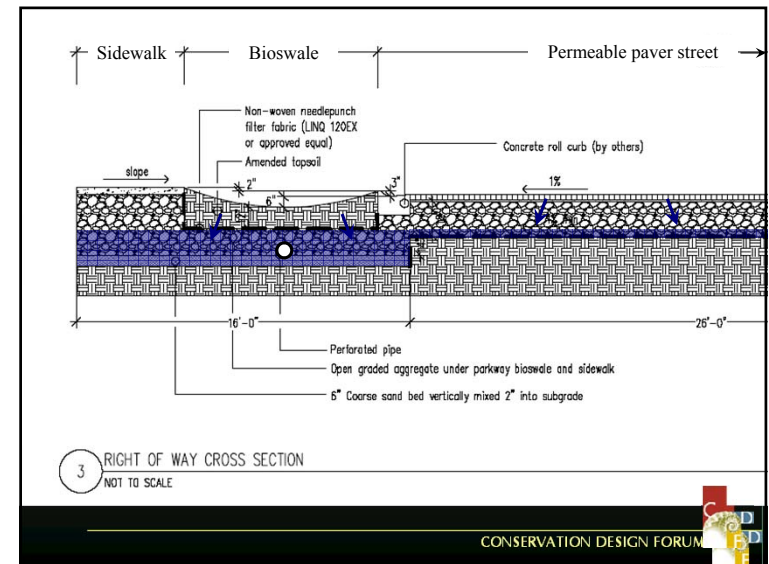 Sidewalk
Bioswale
Permeable paver street
Non-woven needlepunch
filter fabric (LINQ 120EX
or approved equal)
Amended topsoil
Concrete roll curb (by others)
slope
2"
3"
1%
6"
16'-0"
26'-0"
Perforated pipe
Open graded aggregate under parkway bioswale and sidewalk
6" Coarse sand bed vertically mixed 2" into subgrade
3
RIGHT OF WAY CROSS SECTION
NOT TO SCALE
CONSERVATION DESIGN FORUM
C
D
F